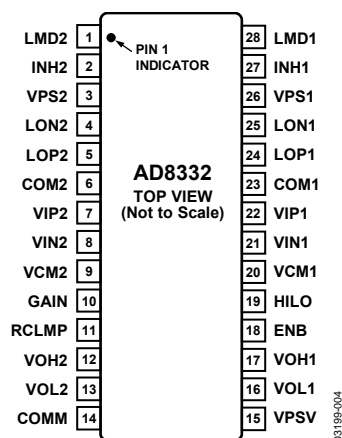 LMD2 1 28 LMD1
PIN 1
INDICATOR
INH2 2 27 INH1
VPS2 3 26 VPS1
LON2 4 25 LON1
LOP2 5 24 LOP1
AD8332
COM2 6 23 COM1
TOP VIEW
(Not to Scale)
VIP2 7 22 VIP1
VIN2 8 21 VIN1
VCM2 9 20 VCM1
GAIN 10 19 HILO
RCLMP 11 18 ENB
VOH2 12 17 VOH1
VOL2 13 16 VOL1
COMM 14 15 VPSV
03199-004